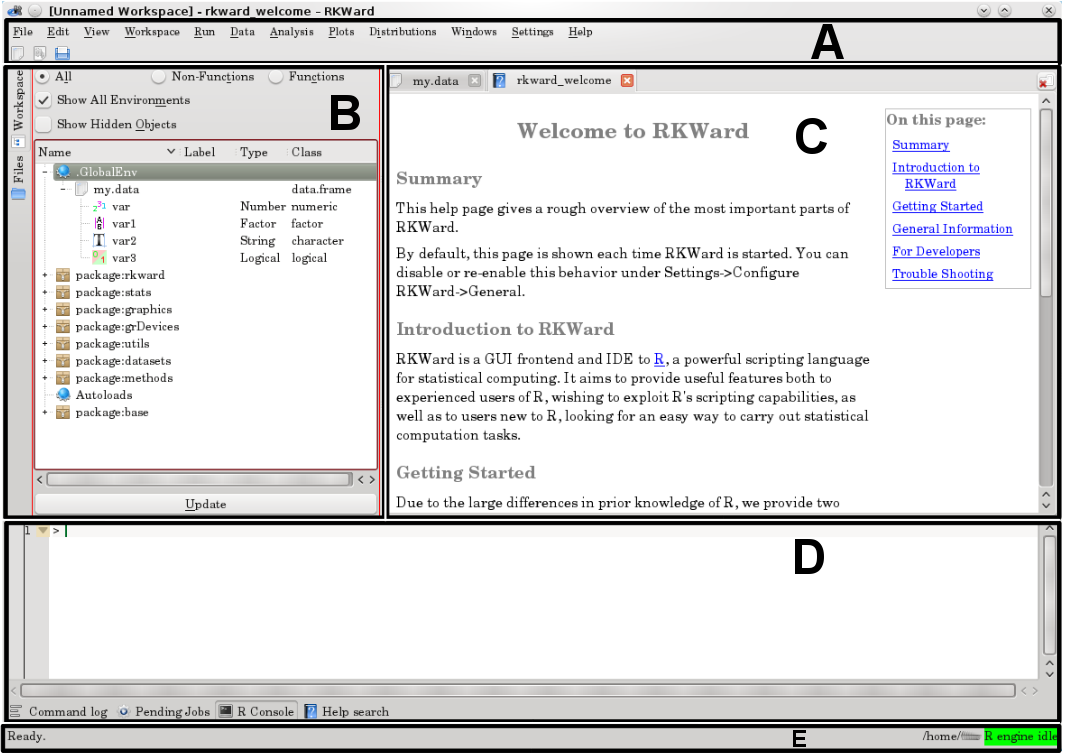 [Unnamed Workspace] - rkward_welcome - RKWard
File Edit View Workspace Run Data Analysis Plots Distributions Windows Settings Help
A
Workspace
Files
All Non-Functions Functions
Show All Environments
Show Hidden Objects
B
Name Label Type Class
.GlobalEnv
my.data data.frame
var Number numeric
var1 Factor factor
var2 String character
var3 Logical logical
package:rkward
package:stats
package:graphics
package:grDevices
package:utils
package:datasets
package:methods
Autoloads
package:base
Update
my.data rkward_welcome
C
Welcome to RKWard
Summary
This help page gives a rough overview of the most important parts of
RKWard.
By default, this page is shown each time RKWard is started. You can
disable or re-enable this behavior under Settings->Configure
RKWard->General.
Introduction to RKWard
RKWard is a GUI frontend and IDE to R, a powerful scripting language
for statistical computing. It aims to provide useful features both to
experienced users of R, wishing to exploit R's scripting capabilities, as
well as to users new to R, looking for an easy way to carry out statistical
computation tasks.
Getting Started
Due to the large differences in prior knowledge of R, we provide two
On this page:
Summary
Introduction to
RKWard
Getting Started
General Information
For Developers
Trouble Shooting
1 >
D
Command log Pending Jobs R Console Help search
Ready. E /home/ R engine idle